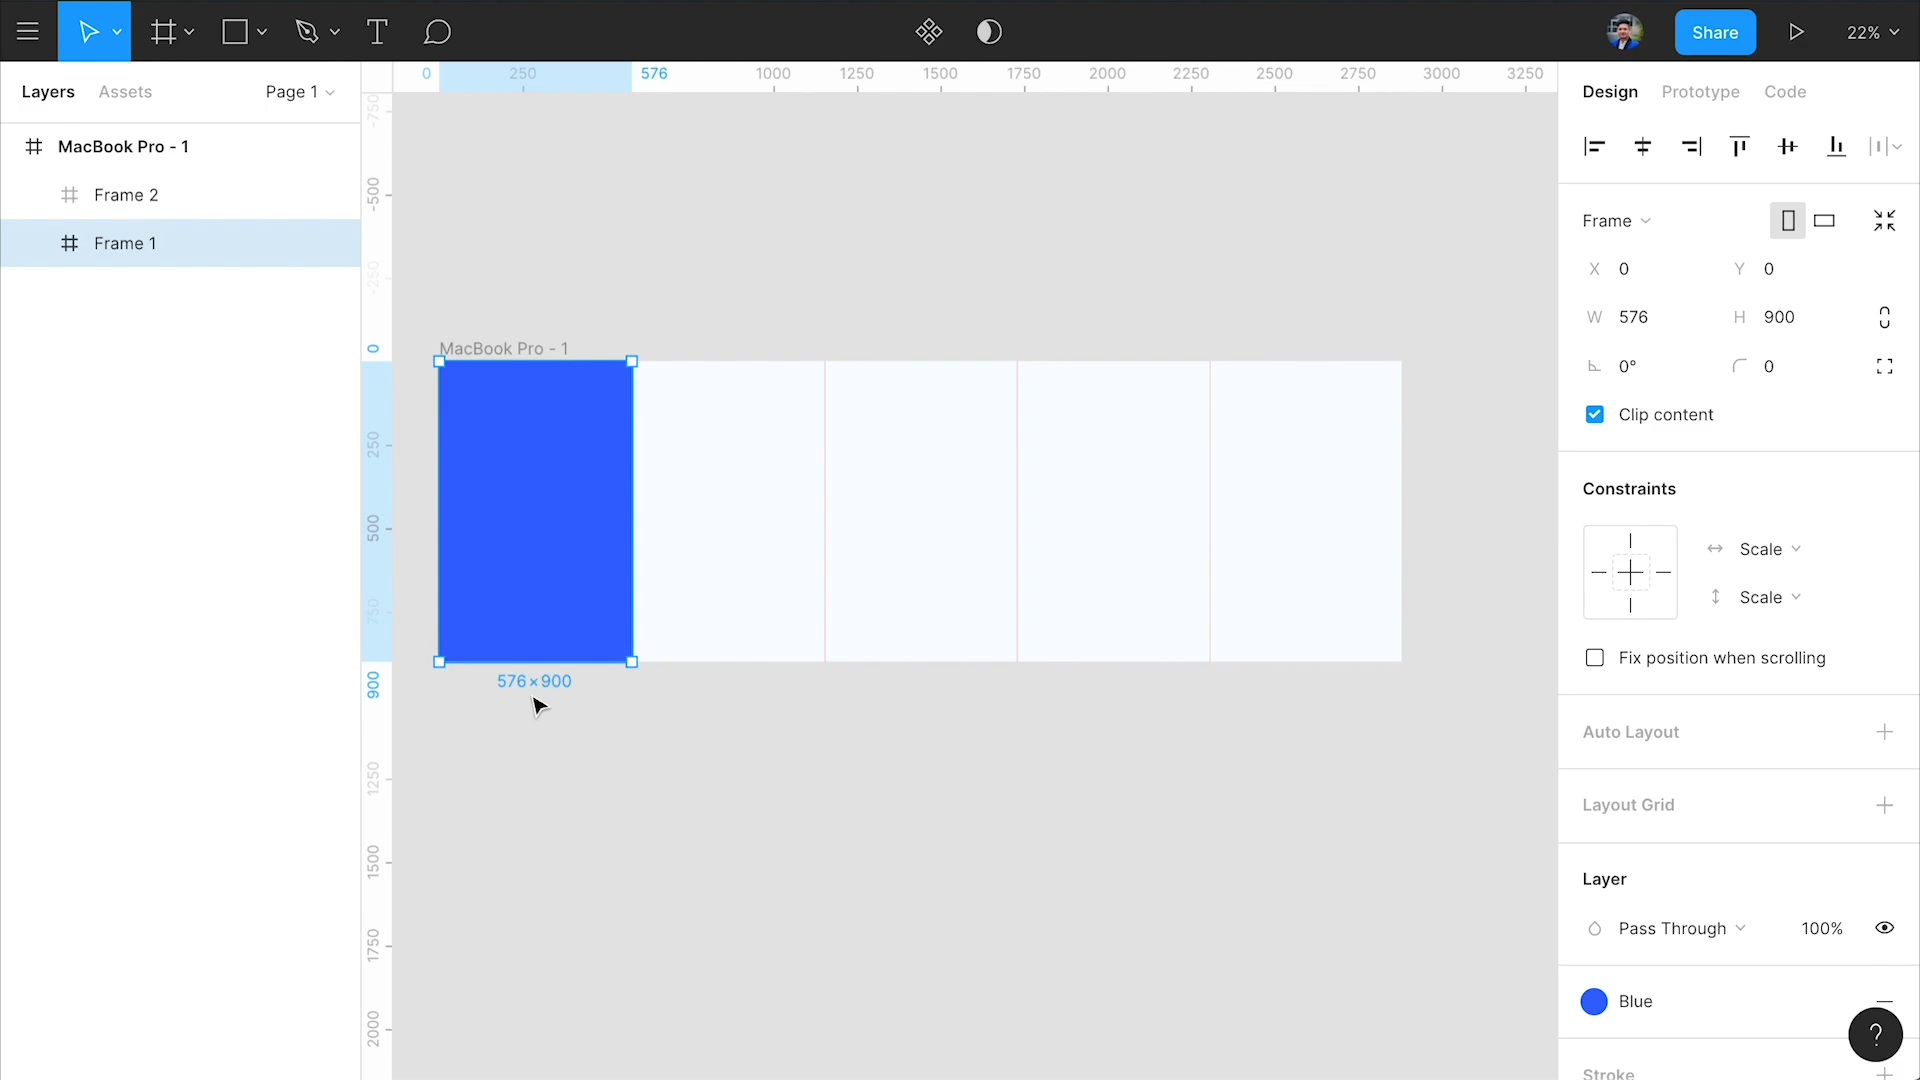 Share
22%
Layers
Assets
Page 1
MacBook Pro - 1
Frame 2
Frame 1
0
250
576
1000
1250
1500
1750
2000
2250
2500
2750
3000
3250
-750
-500
-250
0
250
500
750
900
1250
1500
1750
2000
MacBook Pro - 1
576×900
Design
Prototype
Code
Frame
X 0
Y 0
W 576
H 900
0°
0
Clip content
Constraints
Scale
Scale
Fix position when scrolling
Auto Layout
Layout Grid
Layer
Pass Through
100%
Blue
?
Stroke